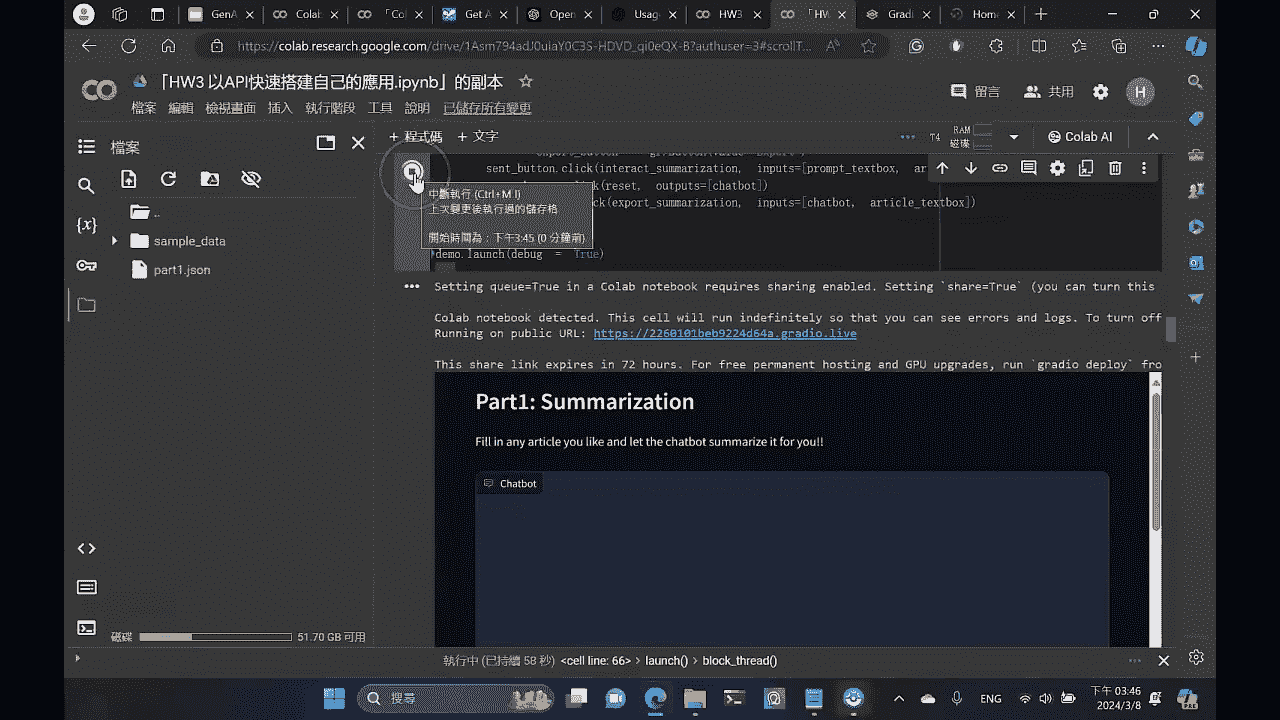 HW3
GenA
Colab
「Col
Get A
Open
Usag
HW3
「HW
Gradi
Home
https://colab.research.google.com/drive/1Asm794adJ0uiaY0C3S-HDVD_qi0eQX-B?authuser=3#scrollT...
「HW3 以API快速搭建自己的應用.ipynb」的副本
檔案 編輯 檢視畫面 插入 執行階段 工具 說明 已儲存所有變更
留言 共用 H
檔案
+ 程式碼 + 文字
T4 RAM 磁碟 Colab AI
..
sample_data
part1.json
磁碟 51.70 GB 可用
sent_button.click(interact_summarization, inputs=[prompt_textbox, ar
ck(reset, outputs=[chatbot])
ck(export_summarization, inputs=[chatbot, article_textbox])
中斷執行 (Ctrl+M I)
上次變更後執行過的儲存格
開始時間為：下午3:45 (0 分鐘前)
demo.launch(debug = True)
Setting queue=True in a Colab notebook requires sharing enabled. Setting `share=True` (you can turn this
Colab notebook detected. This cell will run indefinitely so that you can see errors and logs. To turn off
Running on public URL: https://2260101beb9224d64a.gradio.live
This share link expires in 72 hours. For free permanent hosting and GPU upgrades, run `gradio deploy` fro
Part1: Summarization
Fill in any article you like and let the chatbot summarize it for you!!
Chatbot
執行中 (已持續 58 秒) <cell line: 66> > launch() > block_thread()
搜尋
ENG
下午 03:46
2024/3/8